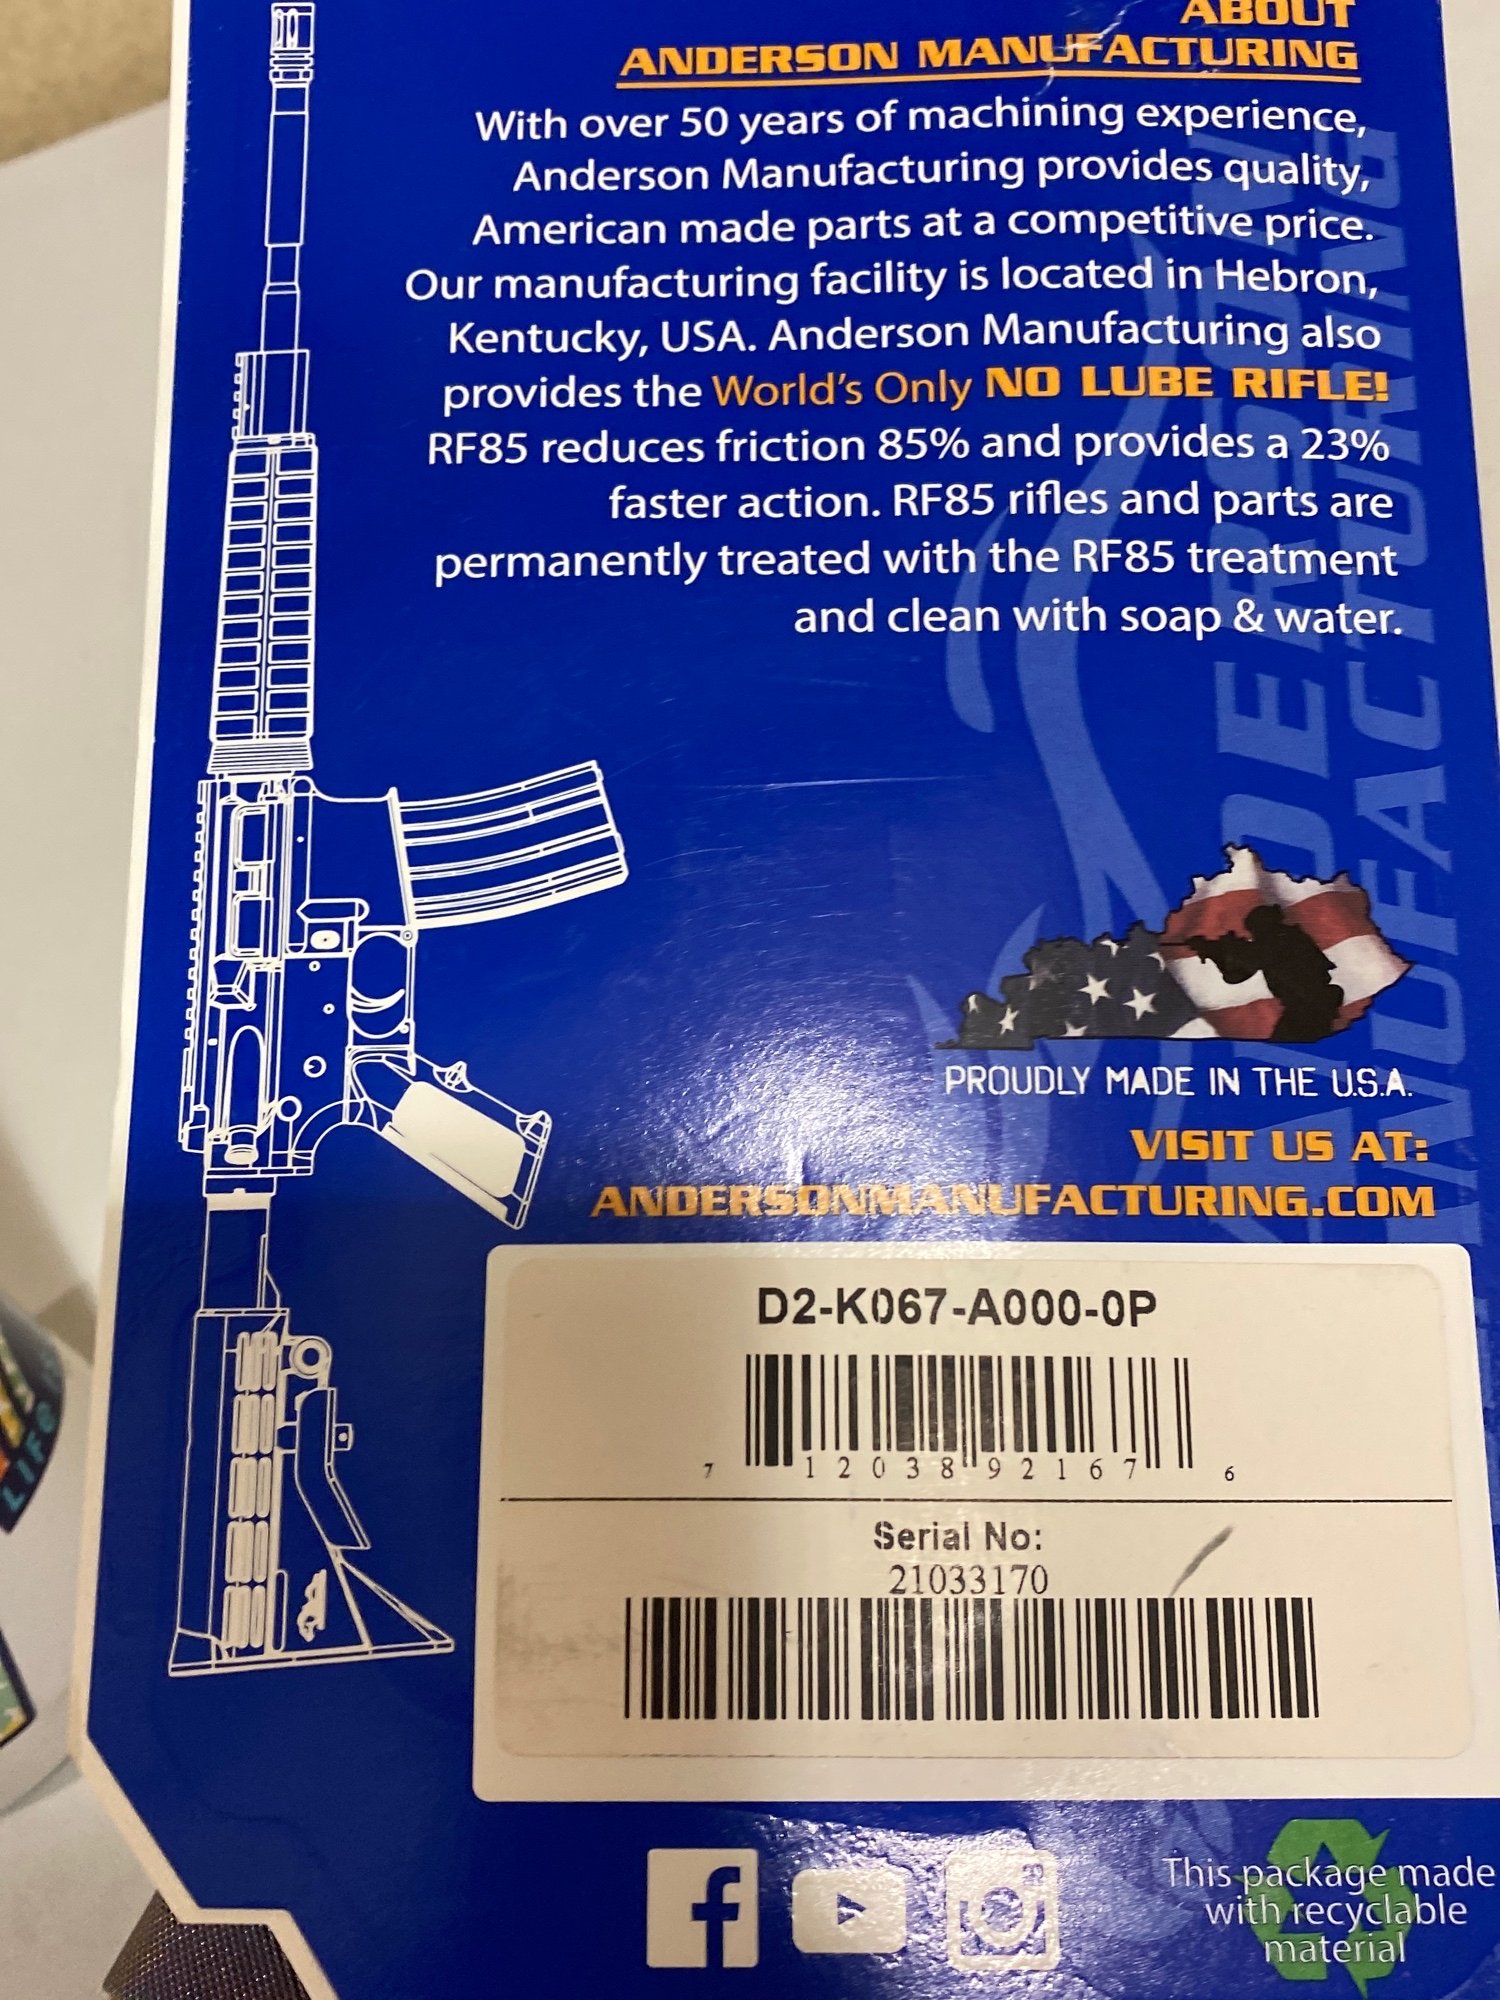 ABOUT
ANDERSON MANUFACTURING
With over 50 years of machining experience,
Anderson Manufacturing provides quality,
American made parts at a competitive price.
Our manufacturing facility is located in Hebron,
Kentucky, USA. Anderson Manufacturing also
provides the World's Only NO LUBE RIFLE!
RF85 reduces friction 85% and provides a 23%
faster action. RF85 rifles and parts are
permanently treated with the RF85 treatment
and clean with soap & water.
PROUDLY MADE IN THE U.S.A.
VISIT US AT:
ANDERSONMANUFACTURING.COM
D2-K067-A000-0P
7 12038 92167 6
Serial No:
21033170
This package made
with recyclable
material
ANDERSON
MANUFACTURING
LIFE